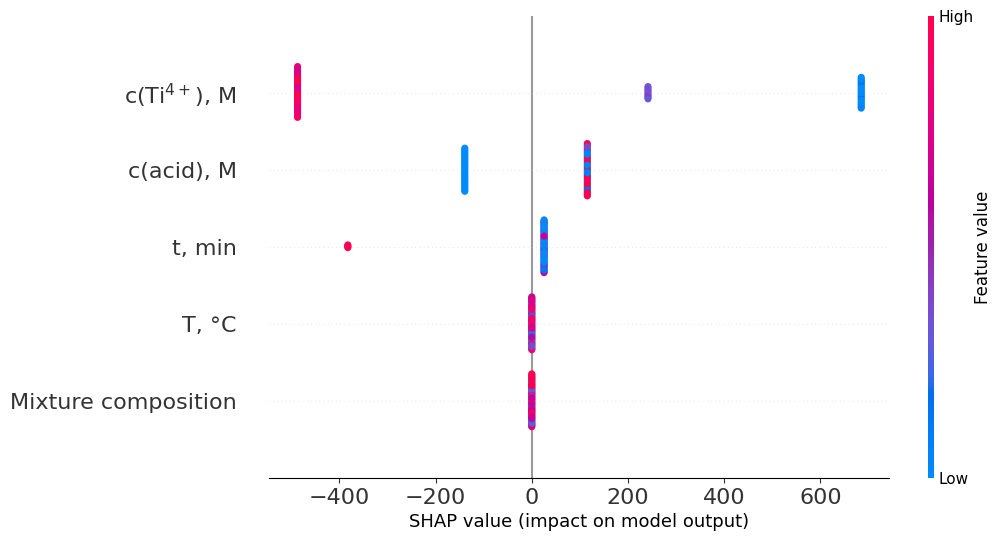 High
c(Ti⁴⁺), M
c(acid), M
t, min
T, °C
Mixture composition
Feature value
Low
−400 −200 0 200 400 600
SHAP value (impact on model output)